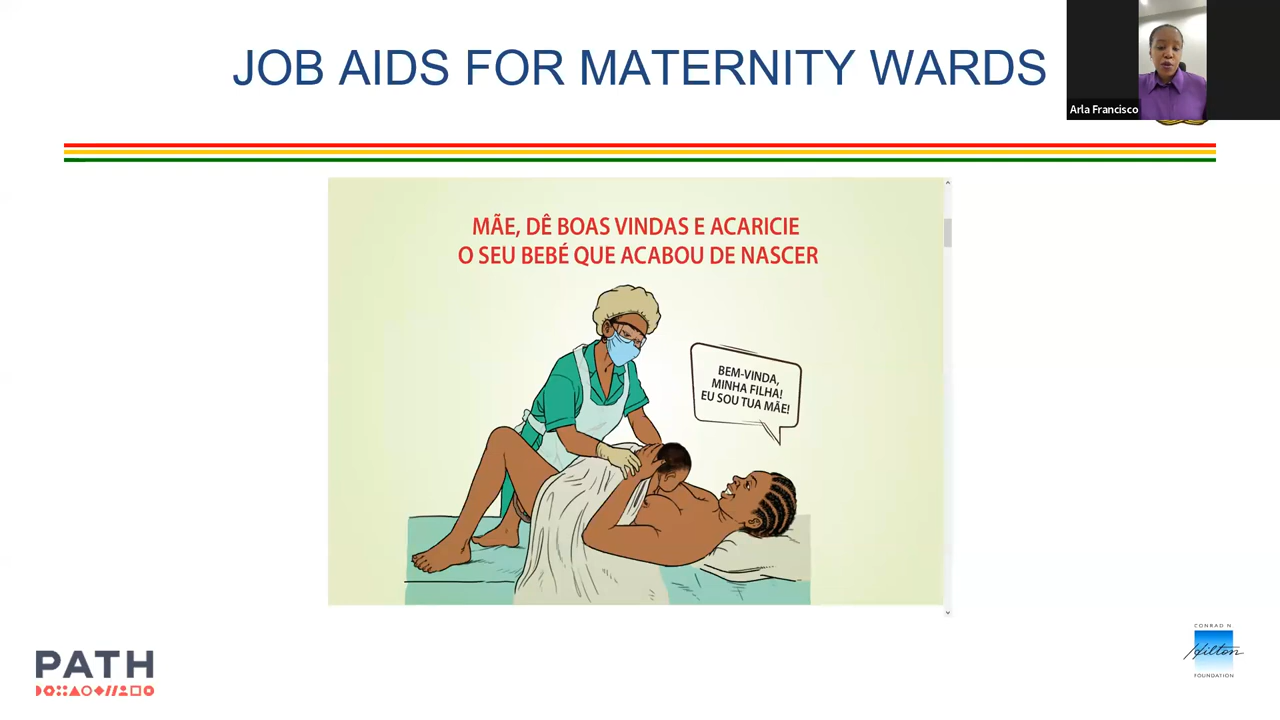 JOB AIDS FOR MATERNITY WARDS
Arla Francisco
MÃE, DÊ BOAS VINDAS E ACARICIE
O SEU BEBÉ QUE ACABOU DE NASCER
BEM-VINDA,
MINHA FILHA!
EU SOU TUA MÃE!
PATH
CONRAD N
Hilton
FOUNDATION